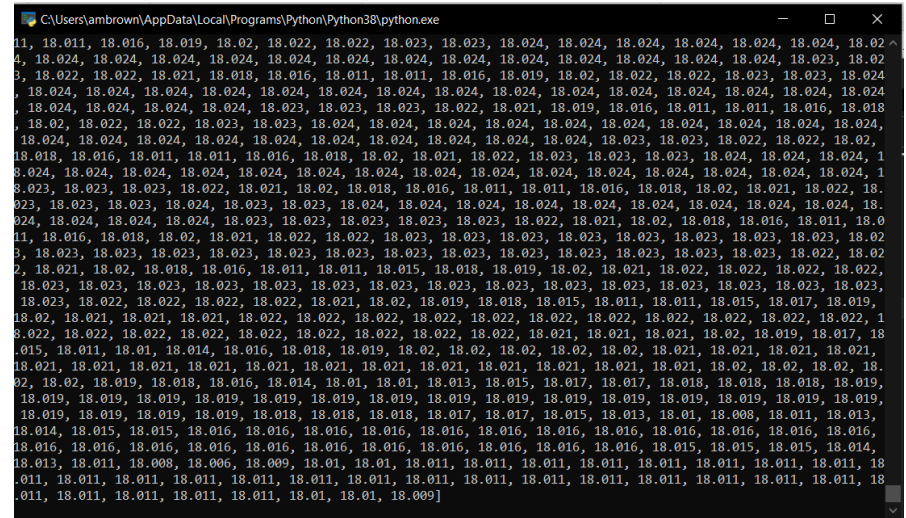 C:\Users\ambrown\AppData\Local\Programs\Python\Python38\python.exe
11, 18.011, 18.016, 18.019, 18.02, 18.022, 18.022, 18.023, 18.023, 18.024, 18.024, 18.024, 18.024, 18.024, 18.024, 18.02
4, 18.024, 18.024, 18.024, 18.024, 18.024, 18.024, 18.024, 18.024, 18.024, 18.024, 18.024, 18.024, 18.024, 18.023, 18.02
3, 18.022, 18.022, 18.021, 18.018, 18.016, 18.011, 18.011, 18.016, 18.019, 18.02, 18.022, 18.022, 18.023, 18.023, 18.024
, 18.024, 18.024, 18.024, 18.024, 18.024, 18.024, 18.024, 18.024, 18.024, 18.024, 18.024, 18.024, 18.024, 18.024, 18.024
, 18.024, 18.024, 18.024, 18.024, 18.023, 18.023, 18.023, 18.022, 18.021, 18.019, 18.016, 18.011, 18.011, 18.016, 18.018
, 18.02, 18.022, 18.022, 18.023, 18.023, 18.024, 18.024, 18.024, 18.024, 18.024, 18.024, 18.024, 18.024, 18.024, 18.024,
 18.024, 18.024, 18.024, 18.024, 18.024, 18.024, 18.024, 18.024, 18.024, 18.024, 18.023, 18.023, 18.022, 18.022, 18.02,
18.018, 18.016, 18.011, 18.011, 18.016, 18.018, 18.02, 18.021, 18.022, 18.023, 18.023, 18.023, 18.024, 18.024, 18.024, 1
8.024, 18.024, 18.024, 18.024, 18.024, 18.024, 18.024, 18.024, 18.024, 18.024, 18.024, 18.024, 18.024, 18.024, 18.024, 1
8.023, 18.023, 18.023, 18.022, 18.021, 18.02, 18.018, 18.016, 18.011, 18.011, 18.016, 18.018, 18.02, 18.021, 18.022, 18.
023, 18.023, 18.023, 18.024, 18.023, 18.023, 18.024, 18.024, 18.024, 18.024, 18.024, 18.024, 18.024, 18.024, 18.024, 18.
024, 18.024, 18.024, 18.024, 18.023, 18.023, 18.023, 18.023, 18.023, 18.022, 18.021, 18.02, 18.018, 18.016, 18.011, 18.0
11, 18.016, 18.018, 18.02, 18.021, 18.022, 18.022, 18.023, 18.023, 18.023, 18.023, 18.023, 18.023, 18.023, 18.023, 18.02
3, 18.023, 18.023, 18.023, 18.023, 18.023, 18.023, 18.023, 18.023, 18.023, 18.023, 18.023, 18.023, 18.023, 18.022, 18.02
2, 18.021, 18.02, 18.018, 18.016, 18.011, 18.011, 18.015, 18.018, 18.019, 18.02, 18.021, 18.022, 18.022, 18.022, 18.022,
 18.023, 18.023, 18.023, 18.023, 18.023, 18.023, 18.023, 18.023, 18.023, 18.023, 18.023, 18.023, 18.023, 18.023, 18.023,
 18.023, 18.022, 18.022, 18.022, 18.022, 18.021, 18.02, 18.019, 18.018, 18.015, 18.011, 18.011, 18.015, 18.017, 18.019,
18.02, 18.021, 18.021, 18.021, 18.022, 18.022, 18.022, 18.022, 18.022, 18.022, 18.022, 18.022, 18.022, 18.022, 18.022, 1
8.022, 18.022, 18.022, 18.022, 18.022, 18.022, 18.022, 18.022, 18.022, 18.021, 18.021, 18.021, 18.02, 18.019, 18.017, 18
.015, 18.011, 18.01, 18.014, 18.016, 18.018, 18.019, 18.02, 18.02, 18.02, 18.02, 18.02, 18.021, 18.021, 18.021, 18.021,
18.021, 18.021, 18.021, 18.021, 18.021, 18.021, 18.021, 18.021, 18.021, 18.021, 18.021, 18.021, 18.02, 18.02, 18.02, 18.
02, 18.02, 18.019, 18.018, 18.016, 18.014, 18.01, 18.01, 18.013, 18.015, 18.017, 18.017, 18.018, 18.018, 18.018, 18.019,
 18.019, 18.019, 18.019, 18.019, 18.019, 18.019, 18.019, 18.019, 18.019, 18.019, 18.019, 18.019, 18.019, 18.019, 18.019,
 18.019, 18.019, 18.019, 18.019, 18.018, 18.018, 18.018, 18.017, 18.017, 18.015, 18.013, 18.01, 18.008, 18.011, 18.013,
18.014, 18.015, 18.015, 18.016, 18.016, 18.016, 18.016, 18.016, 18.016, 18.016, 18.016, 18.016, 18.016, 18.016, 18.016,
18.016, 18.016, 18.016, 18.016, 18.016, 18.016, 18.016, 18.016, 18.016, 18.016, 18.016, 18.015, 18.015, 18.015, 18.014,
18.013, 18.011, 18.008, 18.006, 18.009, 18.01, 18.01, 18.011, 18.011, 18.011, 18.011, 18.011, 18.011, 18.011, 18.011, 18
.011, 18.011, 18.011, 18.011, 18.011, 18.011, 18.011, 18.011, 18.011, 18.011, 18.011, 18.011, 18.011, 18.011, 18.011, 18
.011, 18.011, 18.011, 18.011, 18.011, 18.01, 18.01, 18.009]